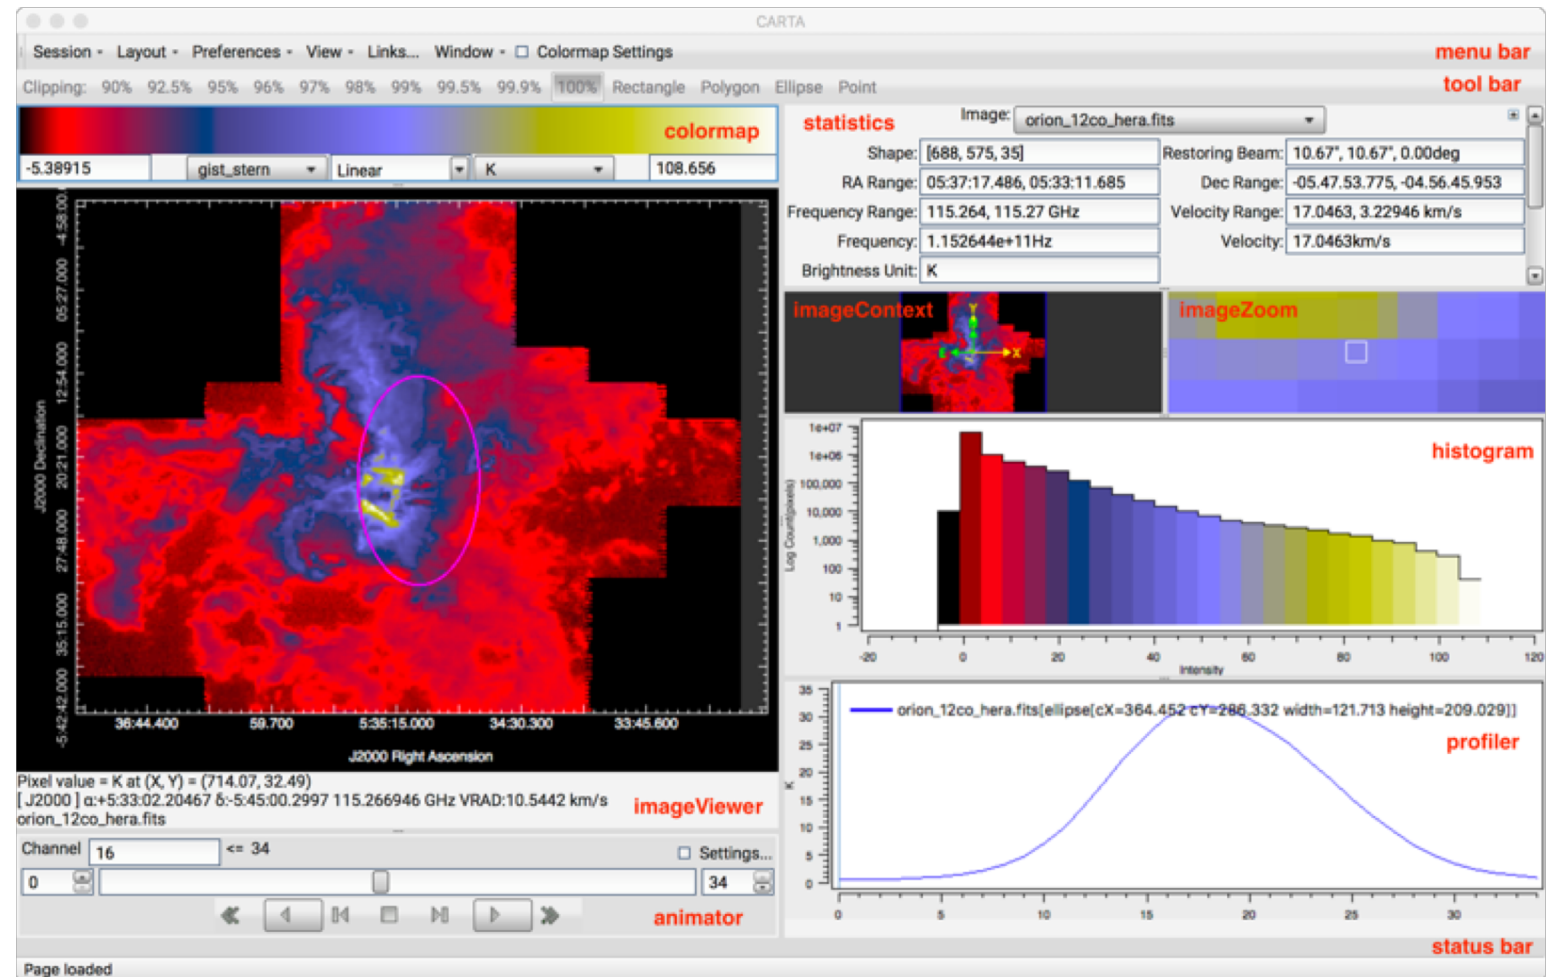 CARTA
Session Layout Preferences View Links... Window Colormap Settings
menu bar
Clipping: 90% 92.5% 95% 96% 97% 98% 99% 99.5% 99.9% 100% Rectangle Polygon Ellipse Point
tool bar
colormap
-5.38915 gist_stern Linear K 108.656
statistics
Image: orion_12co_hera.fits
Shape: [688, 575, 35] Restoring Beam: 10.67", 10.67", 0.00deg
RA Range: 05:37:17.486, 05:33:11.685 Dec Range: -05.47.53.775, -04.56.45.953
Frequency Range: 115.264, 115.27 GHz Velocity Range: 17.0463, 3.22946 km/s
Frequency: 1.152644e+11Hz Velocity: 17.0463km/s
Brightness Unit: K
J2000 Declination
-4:58:00.
05:27.000
12:54.000
20:21.000
27:48.000
35:15.000
-5:42:42.000
36:44.400 59.700 5:35:15.000 34:30.300 33:45.600
J2000 Right Ascension
Pixel value = K at (X, Y) = (714.07, 32.49)
[ J2000 ] α:+5:33:02.20467 δ:-5:45:00.2997 115.266946 GHz VRAD:10.5442 km/s
orion_12co_hera.fits
imageViewer
Channel 16 <= 34
Settings...
0 34
animator
imageContext
Y
E X
imageZoom
histogram
Log Count(pixels)
1e+07
1e+06
100,000
10,000
1,000
100
10
1
-20 0 20 40 60 80 100 120
Intensity
profiler
orion_12co_hera.fits[ellipse[cX=364.452 cY=286.332 width=121.713 height=209.029]]
K
35
30
25
20
15
10
5
0
0 5 10 15 20 25 30
status bar
Page loaded